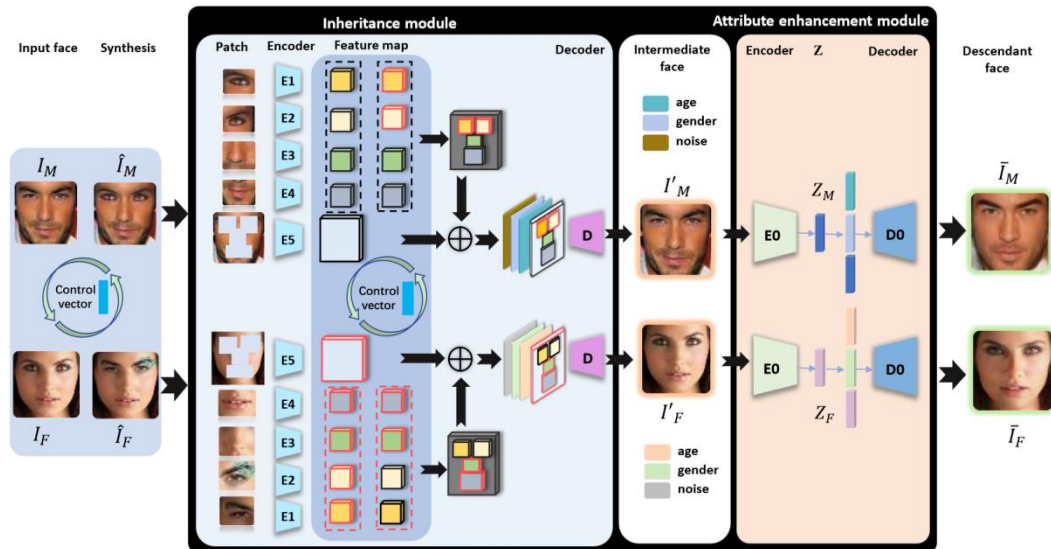 Inheritance module
Attribute enhancement module
Input face
Synthesis
Patch
Encoder
Feature map
Decoder
Intermediate
face
Encoder
Z
Decoder
Descendant
face
E1
E2
E3
E4
E5
age
gender
noise
I_M
Î_M
I'_M
Z_M
Ī_M
D
E0
D0
Control
vector
Control
vector
E5
D
E0
D0
E4
I_F
Î_F
I'_F
Z_F
Ī_F
E3
E2
E1
age
gender
noise